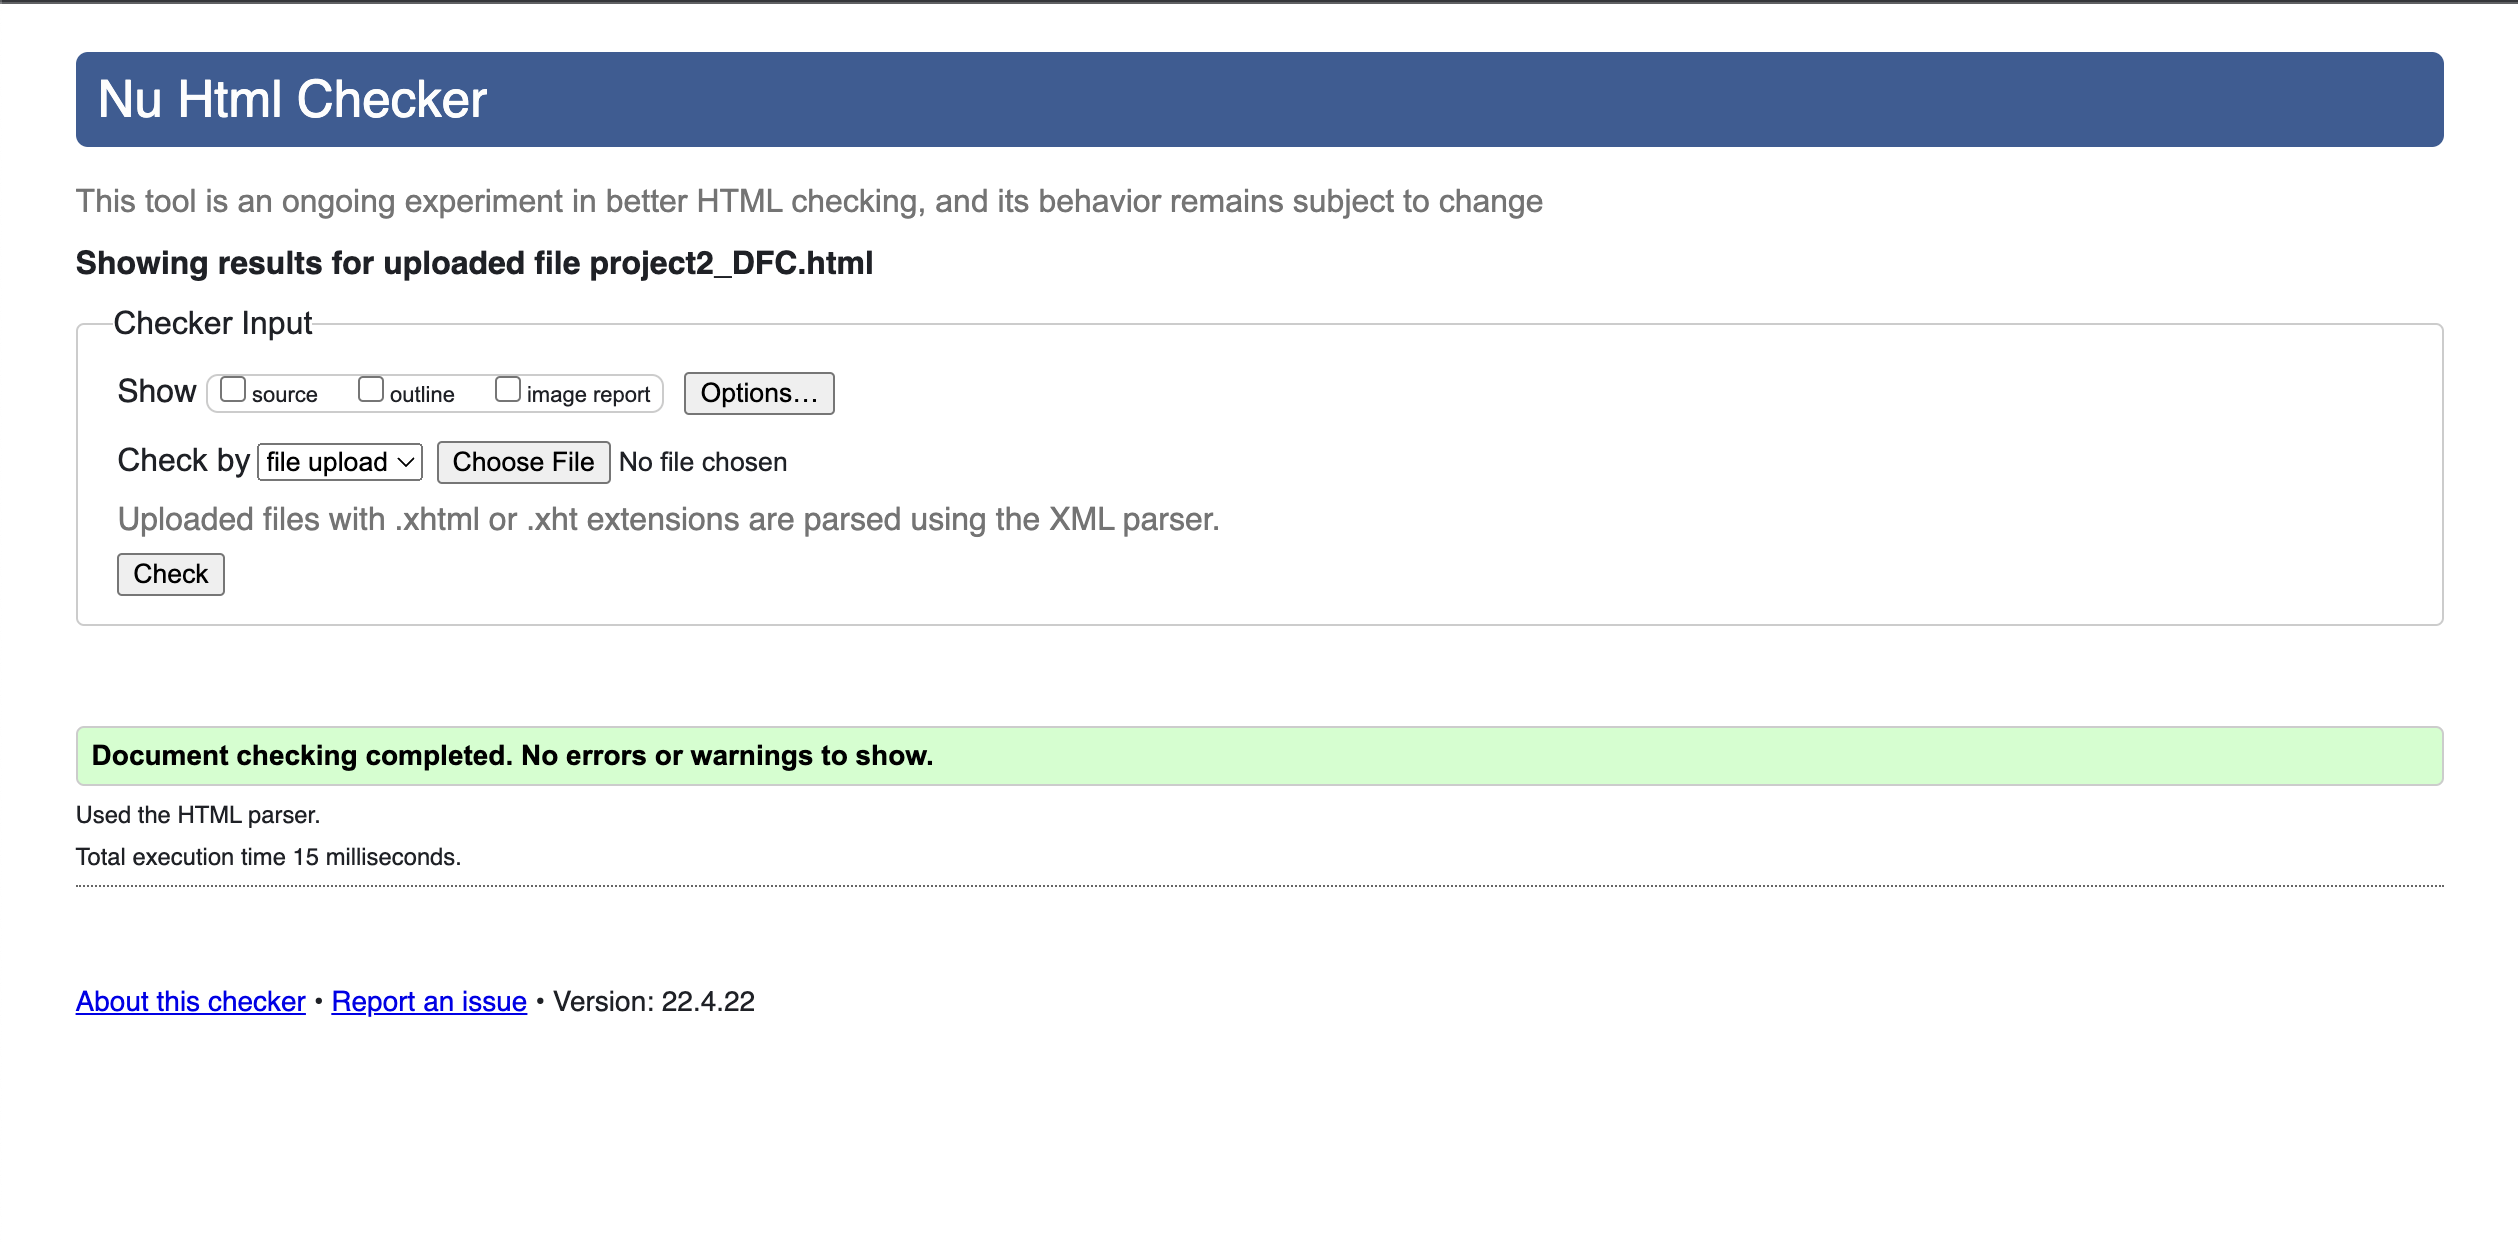 Nu Html Checker
This tool is an ongoing experiment in better HTML checking, and its behavior remains subject to change
Showing results for uploaded file project2_DFC.html
Checker Input
Show source outline image report Options...
Check by file upload Choose File No file chosen
Uploaded files with .xhtml or .xht extensions are parsed using the XML parser.
Check
Document checking completed. No errors or warnings to show.
Used the HTML parser.
Total execution time 15 milliseconds.
About this checker • Report an issue • Version: 22.4.22